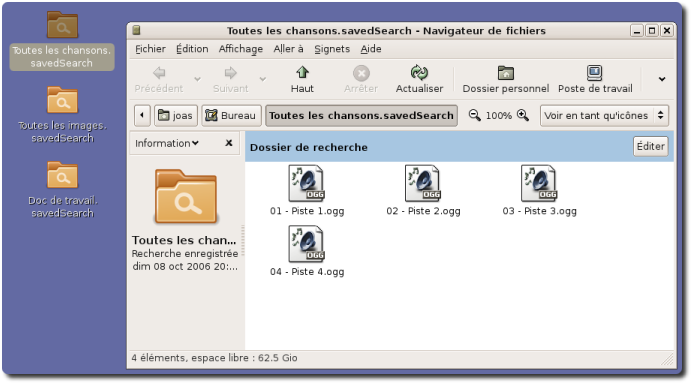 Toutes les chansons.
savedSearch
Toutes les images.
savedSearch
Doc de travail.
savedSearch
Toutes les chansons.savedSearch - Navigateur de fichiers
Fichier Édition Affichage Aller à Signets Aide
Précédent Suivant Haut Arrêter Actualiser Dossier personnel Poste de travail
joas Bureau Toutes les chansons.savedSearch 100% Voir en tant qu'icônes
Information
Dossier de recherche Éditer
Toutes les chan...
Recherche enregistrée
dim 08 oct 2006 20:...
OGG OGG OGG
01 - Piste 1.ogg 02 - Piste 2.ogg 03 - Piste 3.ogg
OGG
04 - Piste 4.ogg
4 éléments, espace libre : 62.5 Gio